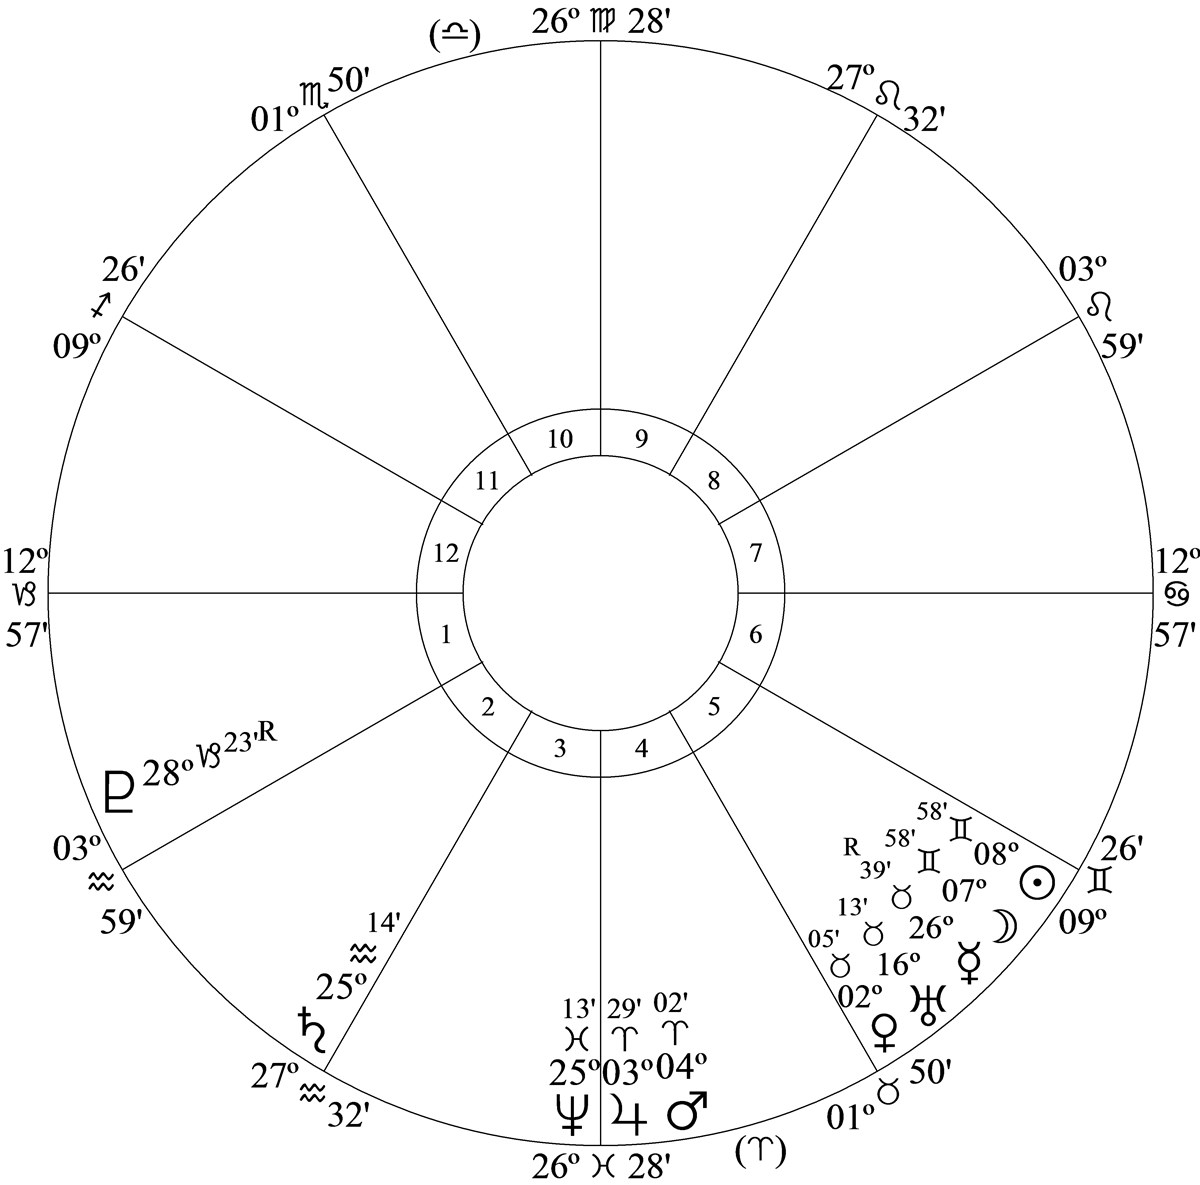 (♎︎)
26º ♍︎ 28'
01º ♏︎ 50'
27º ♌︎ 32'
26'
♐︎
09º
03º
♌︎
59'
10 9
11 8
12 7
12º
♑︎
57'
12º
♋︎
57'
1 6
2 5
3 4
♇ 28º ♑︎ 23' R
03º
♒︎
59'
58'
♊︎
08º
☉
58'
♊︎
07º
☽
R
39'
♉︎
26º
☿
13'
♉︎
16º
♅
05'
♉︎
02º
♀
26'
♊︎
09º
14'
♒︎
25º
♄
13'
♓︎
25º
♆
29'
♈︎
03º
♃
02'
♈︎
04º
♂
27º ♒︎ 32'
01º ♉︎ 50'
(♈︎)
26º ♓︎ 28'